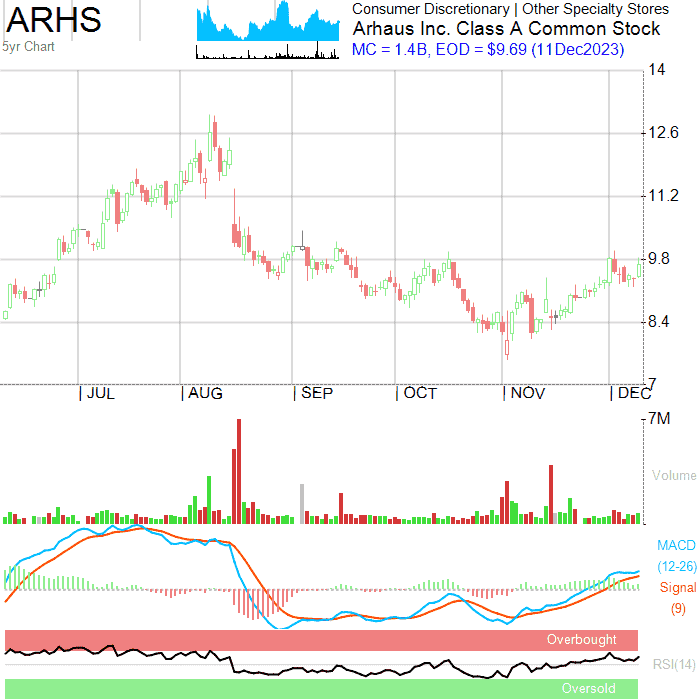 ARHS
5yr Chart
Consumer Discretionary | Other Specialty Stores
Arhaus Inc. Class A Common Stock
MC = 1.4B, EOD = $9.69 (11Dec2023)
14
12.6
11.2
9.8
8.4
7
JUL
AUG
SEP
OCT
NOV
DEC
7M
Volume
MACD
(12-26)
Signal
(9)
Overbought
RSI(14)
Oversold